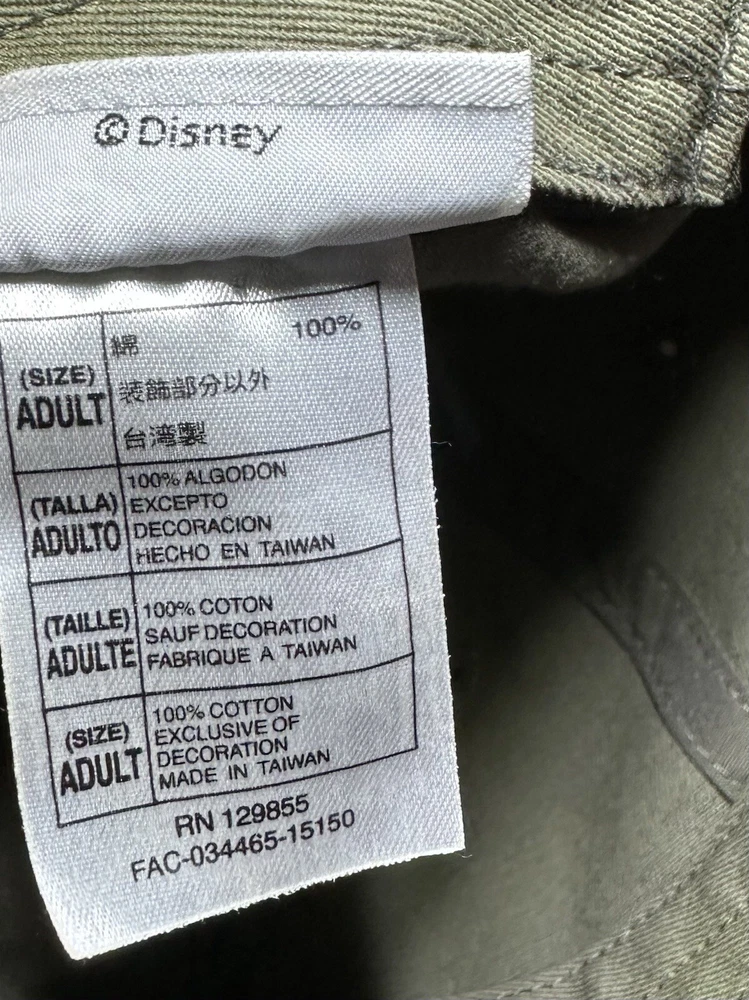 ©Disney
(SIZE)
ADULT
綿 100%
装飾部分以外
台湾製
(TALLA)
ADULTO
100% ALGODON
EXCEPTO
DECORACION
HECHO EN TAIWAN
(TAILLE)
ADULTE
100% COTON
SAUF DECORATION
FABRIQUE A TAIWAN
(SIZE)
ADULT
100% COTTON
EXCLUSIVE OF
DECORATION
MADE IN TAIWAN
RN 129855
FAC-034465-15150